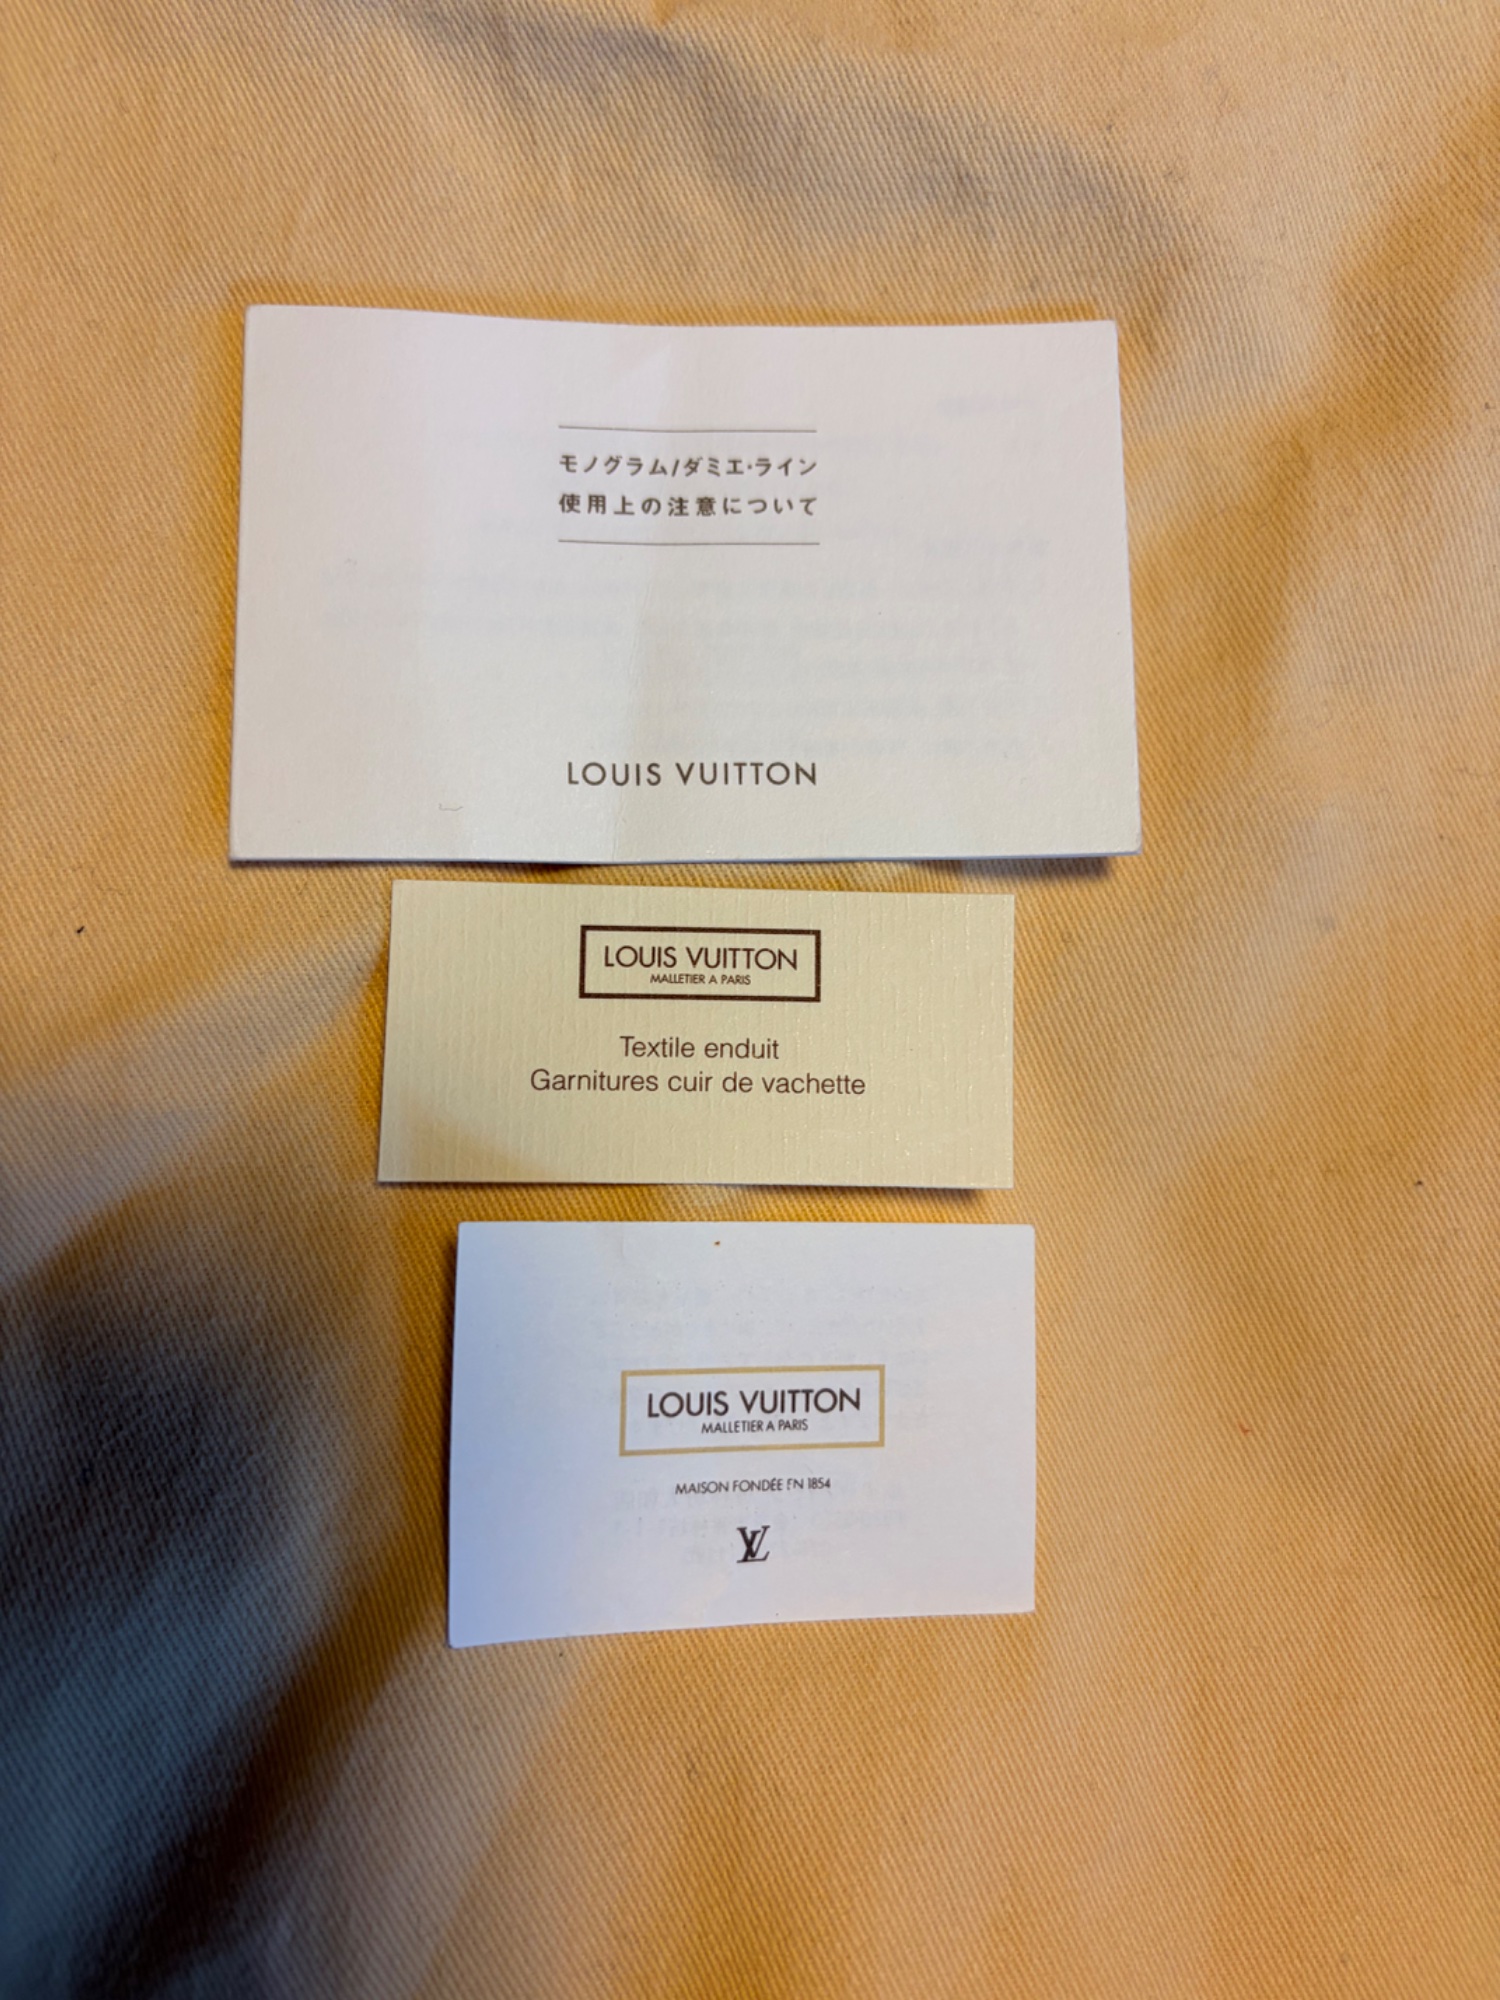 モノグラム/ダミエ・ライン
使用上の注意について
LOUIS VUITTON
LOUIS VUITTON
MALLETIER A PARIS
Textile enduit
Garnitures cuir de vachette
LOUIS VUITTON
MALLETIER A PARIS
MAISON FONDÉE EN 1854
LV